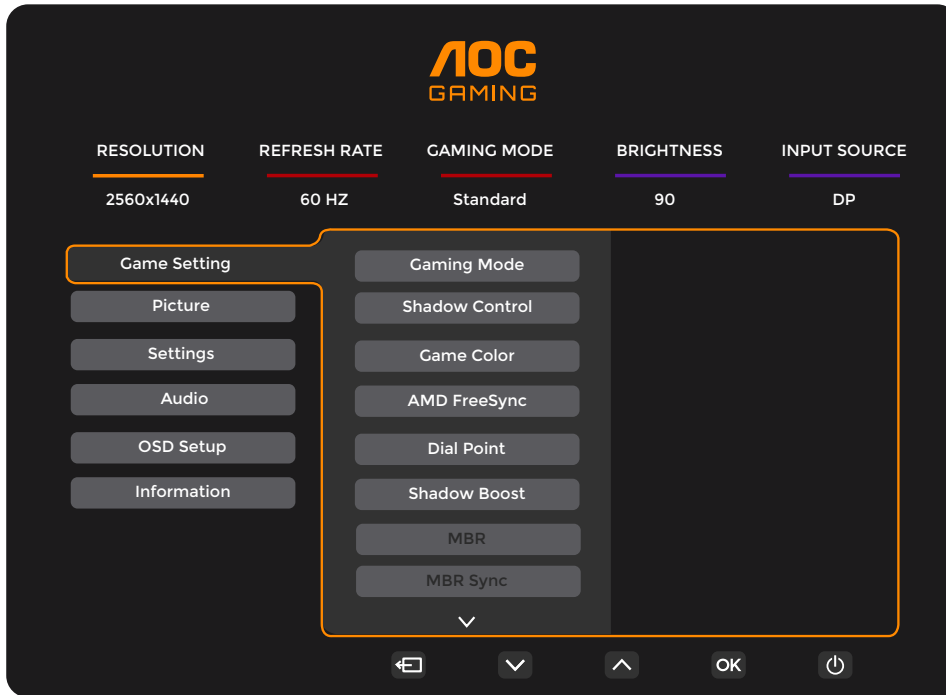 AOC
GAMING
RESOLUTION REFRESH RATE GAMING MODE BRIGHTNESS INPUT SOURCE
2560x1440 60 HZ Standard 90 DP
Game Setting
Picture
Settings
Audio
OSD Setup
Information
Gaming Mode
Shadow Control
Game Color
AMD FreeSync
Dial Point
Shadow Boost
MBR
MBR Sync
OK